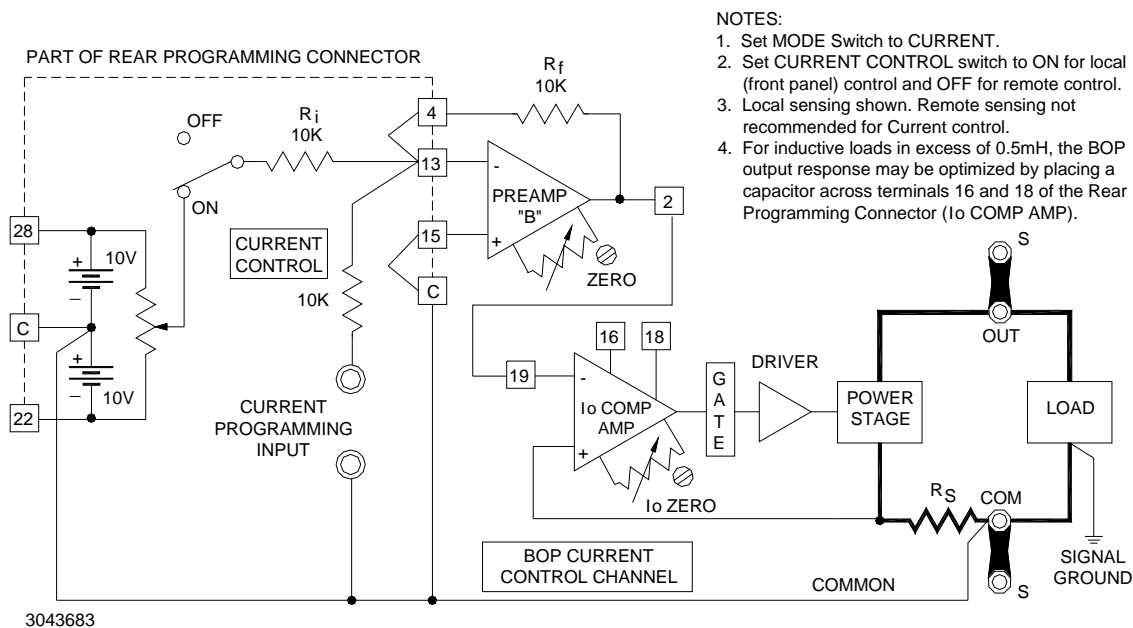 NOTES:
1. Set MODE Switch to CURRENT.
2. Set CURRENT CONTROL switch to ON for local
(front panel) control and OFF for remote control.
3. Local sensing shown. Remote sensing not
recommended for Current control.
4. For inductive loads in excess of 0.5mH, the BOP
output response may be optimized by placing a
capacitor across terminals 16 and 18 of the Rear
Programming Connector (Io COMP AMP).
PART OF REAR PROGRAMMING CONNECTOR
OFF
ON
Ri
10K
4
13
15
C
Rf
10K
-
PREAMP
"B"
+
2
ZERO
28
C
22
+
10V
–
+
10V
–
CURRENT
CONTROL
10K
CURRENT
PROGRAMMING
INPUT
16
18
19
-
Io COMP
AMP
+
Io ZERO
GATE
DRIVER
POWER
STAGE
S
OUT
LOAD
RS
COM
S
SIGNAL
GROUND
BOP CURRENT
CONTROL CHANNEL
COMMON
3043683